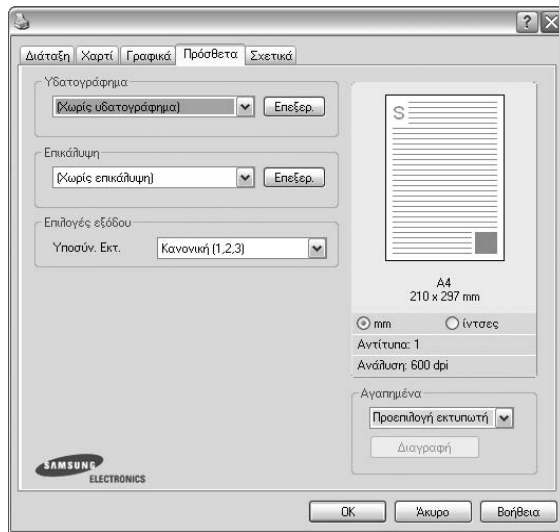 Διάταξη Χαρτί Γραφικά Πρόσθετα Σχετικά
Υδατογράφημα
(Χωρίς υδατογράφημα)
Επεξερ.
Επικάλυψη
(Χωρίς επικάλυψη)
Επεξερ.
Επιλογές εξόδου
Υποσύν. Εκτ.
Κανονική (1,2,3)
S
A4
210 x 297 mm
mm
ίντσες
Αντίτυπα: 1
Ανάλυση: 600 dpi
Αγαπημένα
Προεπιλογή εκτυπωτή
Διαγραφή
SAMSUNG
ELECTRONICS
OK
Άκυρο
Βοήθεια